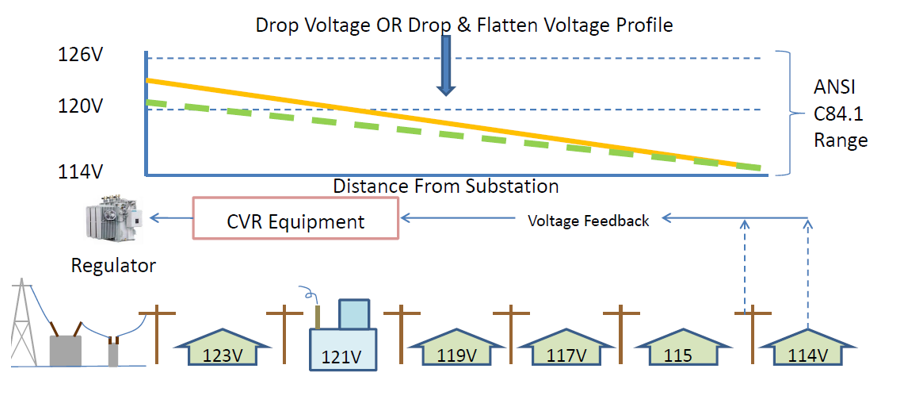 Drop Voltage OR Drop & Flatten Voltage Profile
126V
120V
114V
ANSI
C84.1
Range
Distance From Substation
CVR Equipment
Voltage Feedback
Regulator
123V
121V
119V
117V
115
114V